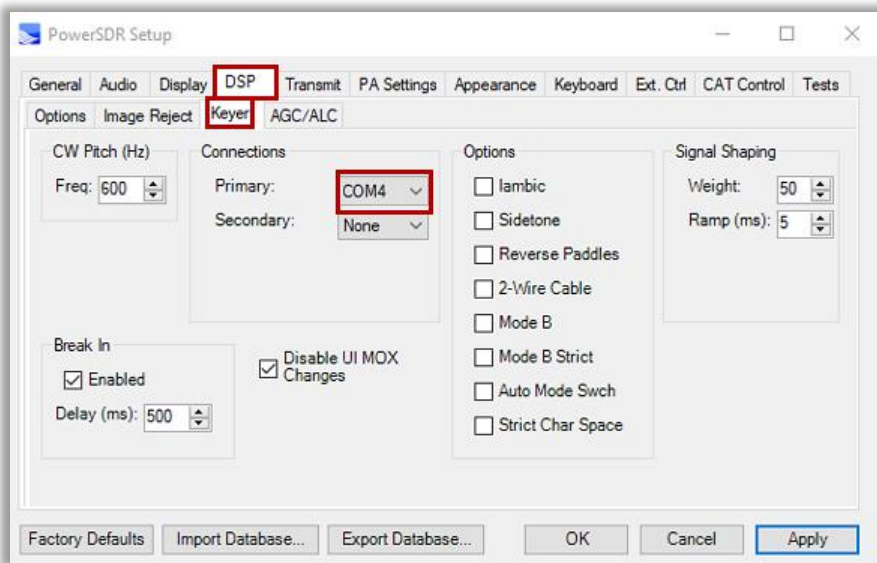 PowerSDR Setup
General Audio Display DSP Transmit PA Settings Appearance Keyboard Ext. Ctrl CAT Control Tests
Options Image Reject Keyer AGC/ALC
CW Pitch (Hz)
Freq: 600
Connections
Primary: COM4
Secondary: None
Options
Iambic
Sidetone
Reverse Paddles
2-Wire Cable
Mode B
Mode B Strict
Auto Mode Swch
Strict Char Space
Signal Shaping
Weight: 50
Ramp (ms): 5
Break In
Enabled
Delay (ms): 500
Disable UI MOX
Changes
Factory Defaults Import Database... Export Database... OK Cancel Apply